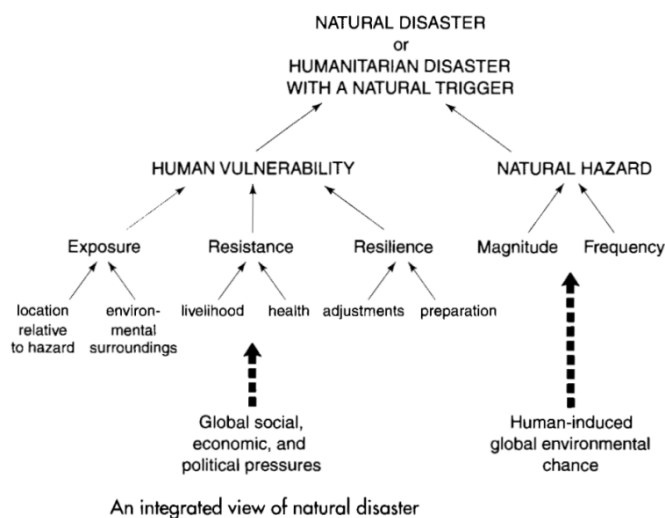 NATURAL DISASTER
or
HUMANITARIAN DISASTER
WITH A NATURAL TRIGGER
HUMAN VULNERABILITY
NATURAL HAZARD
Exposure
Resistance
Resilience
Magnitude
Frequency
location
relative
to hazard
environ-
mental
surroundings
livelihood
health
adjustments
preparation
Global social,
economic, and
political pressures
Human-induced
global environmental
chance
An integrated view of natural disaster